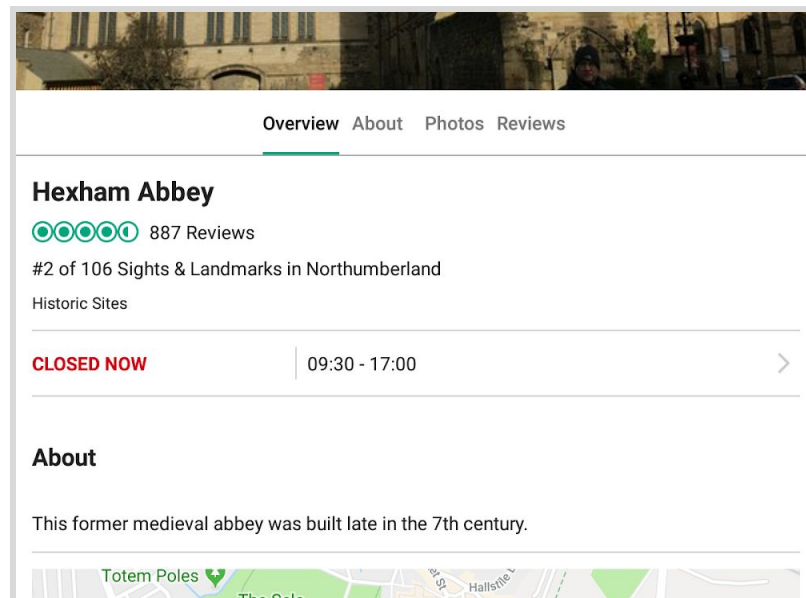 Overview About Photos Reviews
Hexham Abbey
887 Reviews
#2 of 106 Sights & Landmarks in Northumberland
Historic Sites
CLOSED NOW 09:30 - 17:00
About
This former medieval abbey was built late in the 7th century.
Totem Poles